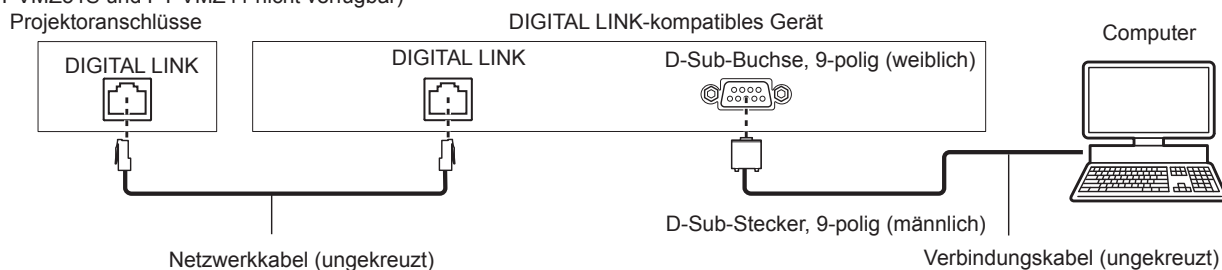 Projektoranschlüsse
DIGITAL LINK-kompatibles Gerät
Computer
DIGITAL LINK
DIGITAL LINK
D-Sub-Buchse, 9-polig (weiblich)
D-Sub-Stecker, 9-polig (männlich)
Netzwerkkabel (ungekreuzt)
Verbindungskabel (ungekreuzt)